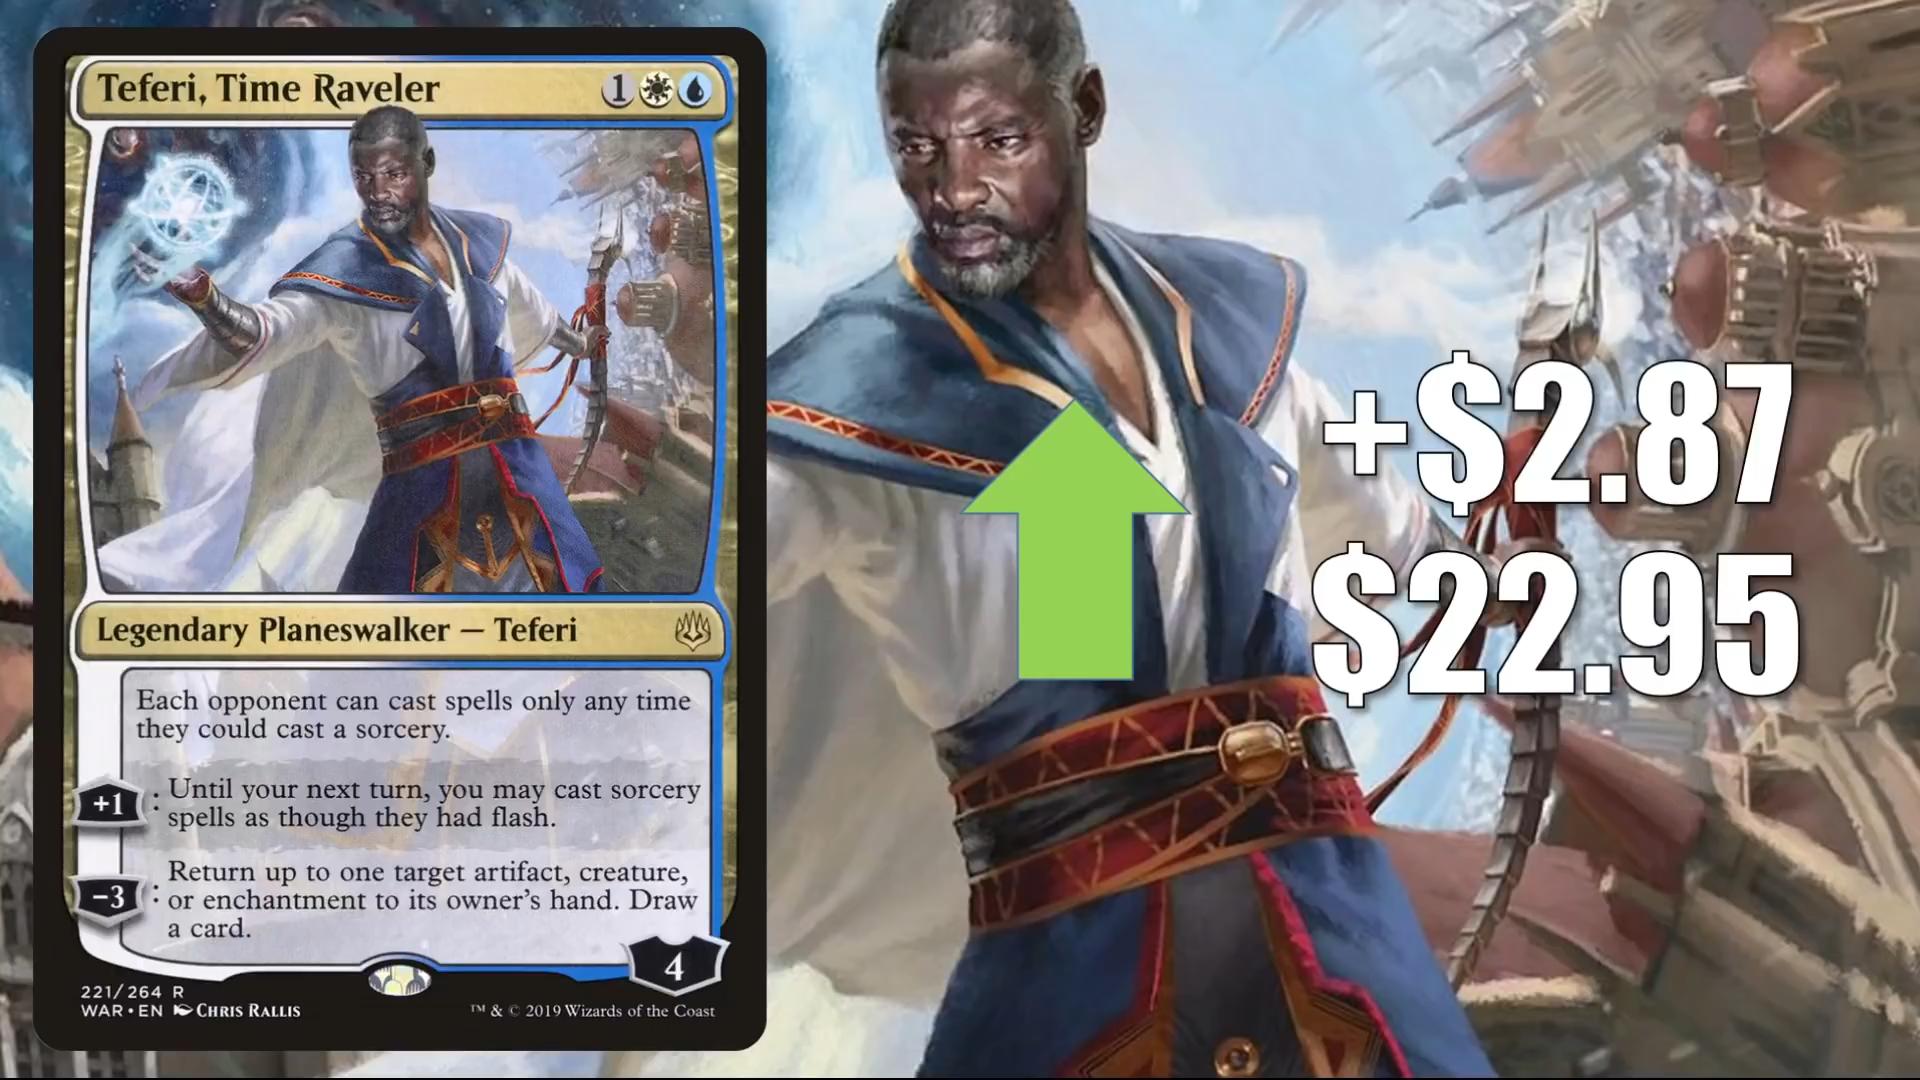 Teferi, Time Raveler
1
Legendary Planeswalker – Teferi
Each opponent can cast spells only any time
they could cast a sorcery.
+1: Until your next turn, you may cast sorcery
spells as though they had flash.
−3: Return up to one target artifact, creature,
or enchantment to its owner's hand. Draw
a card.
4
221/264 R
WAR • EN Chris Rallis
™ & © 2019 Wizards of the Coast
+$2.87
$22.95